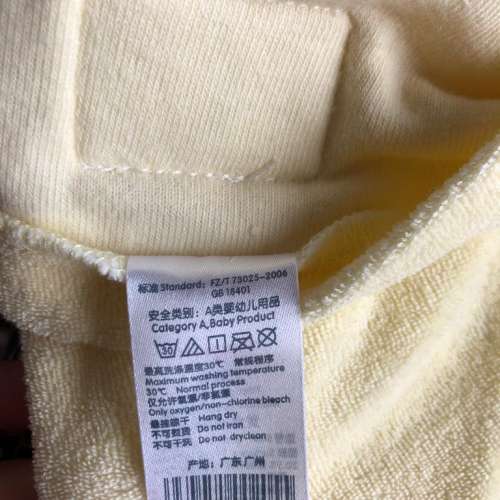 标准 Standard: FZ/T 73025-2006
GB 18401
安全类别: A类婴幼儿用品
Category A,Baby Product
30
最高洗涤温度30℃ 常规程序
Maximum washing temperature
30℃ Normal process
仅允许氧漂/非氯漂
Only oxygen/non-chlorine bleach
悬挂晾干 Hang dry
不可熨烫 Do not iron
不可干洗 Do not dryclean
产地: 广东 广州